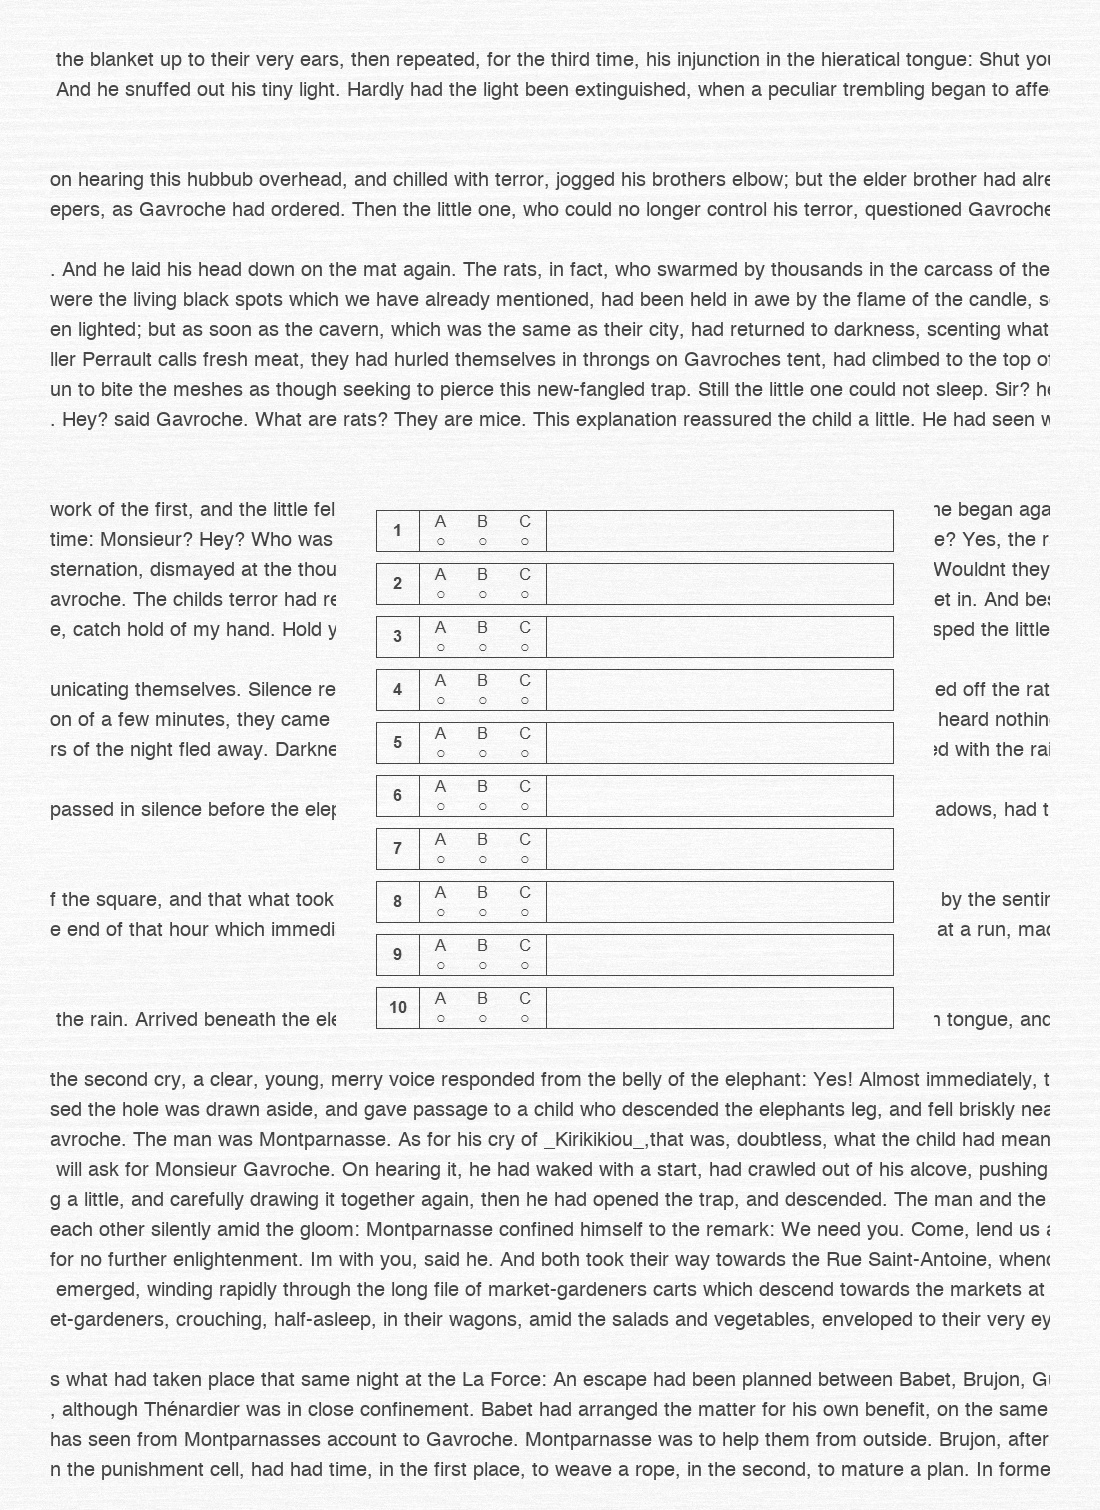 the blanket up to their very ears, then repeated, for the third time, his injunction in the hieratical tongue: Shut
And he snuffed out his tiny light. Hardly had the light been extinguished, when a peculiar trembling began to
on hearing this hubbub overhead, and chilled with terror, jogged his brothers elbow; but the elder brother had
epers, as Gavroche had ordered. Then the little one, who could no longer control his terror, questioned Gavroche
. And he laid his head down on the mat again. The rats, in fact, who swarmed by thousands in the carcass of the
were the living black spots which we have already mentioned, had been held in awe by the flame of the candle,
en lighted; but as soon as the cavern, which was the same as their city, had returned to darkness, scenting what
ller Perrault calls fresh meat, they had hurled themselves in throngs on Gavroches tent, had climbed to the top
un to bite the meshes as though seeking to pierce this new-fangled trap. Still the little one could not sleep. Sir?
. Hey? said Gavroche. What are rats? They are mice. This explanation reassured the child a little. He had seen
work of the first, and the little fel he began aga
time: Monsieur? Hey? Who was e? Yes, the r
sternation, dismayed at the thou Wouldnt they
avroche. The childs terror had re et in. And bes
e, catch hold of my hand. Hold y sped the little
unicating themselves. Silence re ed off the rat
on of a few minutes, they came heard nothin
rs of the night fled away. Darkne ed with the rai
passed in silence before the elep adows, had t
f the square, and that what took by the sentin
e end of that hour which immedi at a run, mad
the rain. Arrived beneath the ele tongue, and
1 A B C
2 A B C
3 A B C
4 A B C
5 A B C
6 A B C
7 A B C
8 A B C
9 A B C
10 A B C
the second cry, a clear, young, merry voice responded from the belly of the elephant: Yes! Almost immediately, t
sed the hole was drawn aside, and gave passage to a child who descended the elephants leg, and fell briskly nea
avroche. The man was Montparnasse. As for his cry of _Kirikikiou_,that was, doubtless, what the child had mean
will ask for Monsieur Gavroche. On hearing it, he had waked with a start, had crawled out of his alcove, pushing
g a little, and carefully drawing it together again, then he had opened the trap, and descended. The man and the
each other silently amid the gloom: Montparnasse confined himself to the remark: We need you. Come, lend us
for no further enlightenment. Im with you, said he. And both took their way towards the Rue Saint-Antoine, whenc
emerged, winding rapidly through the long file of market-gardeners carts which descend towards the markets at
et-gardeners, crouching, half-asleep, in their wagons, amid the salads and vegetables, enveloped to their very ey
s what had taken place that same night at the La Force: An escape had been planned between Babet, Brujon,
, although Thénardier was in close confinement. Babet had arranged the matter for his own benefit, on the same
has seen from Montparnasses account to Gavroche. Montparnasse was to help them from outside. Brujon, after
n the punishment cell, had had time, in the first place, to weave a rope, in the second, to mature a plan. In forme